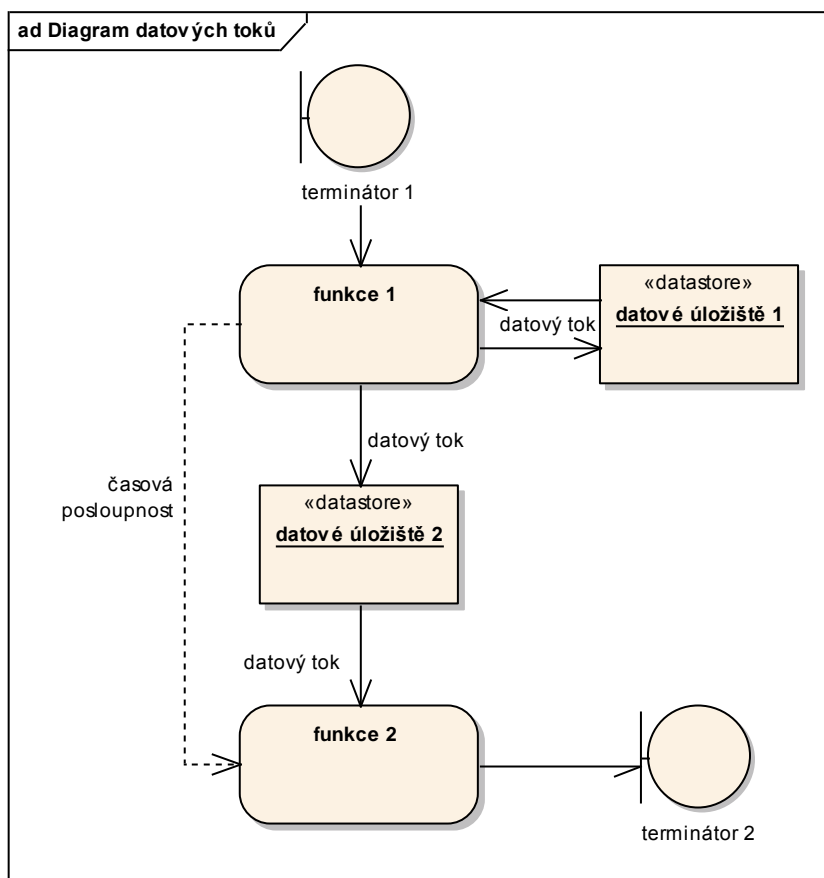 ad Diagram datových toků
terminátor 1
funkce 1
«datastore»
datové úložiště 1
datový tok
datový tok
časová
posloupnost
«datastore»
datové úložiště 2
datový tok
funkce 2
terminátor 2